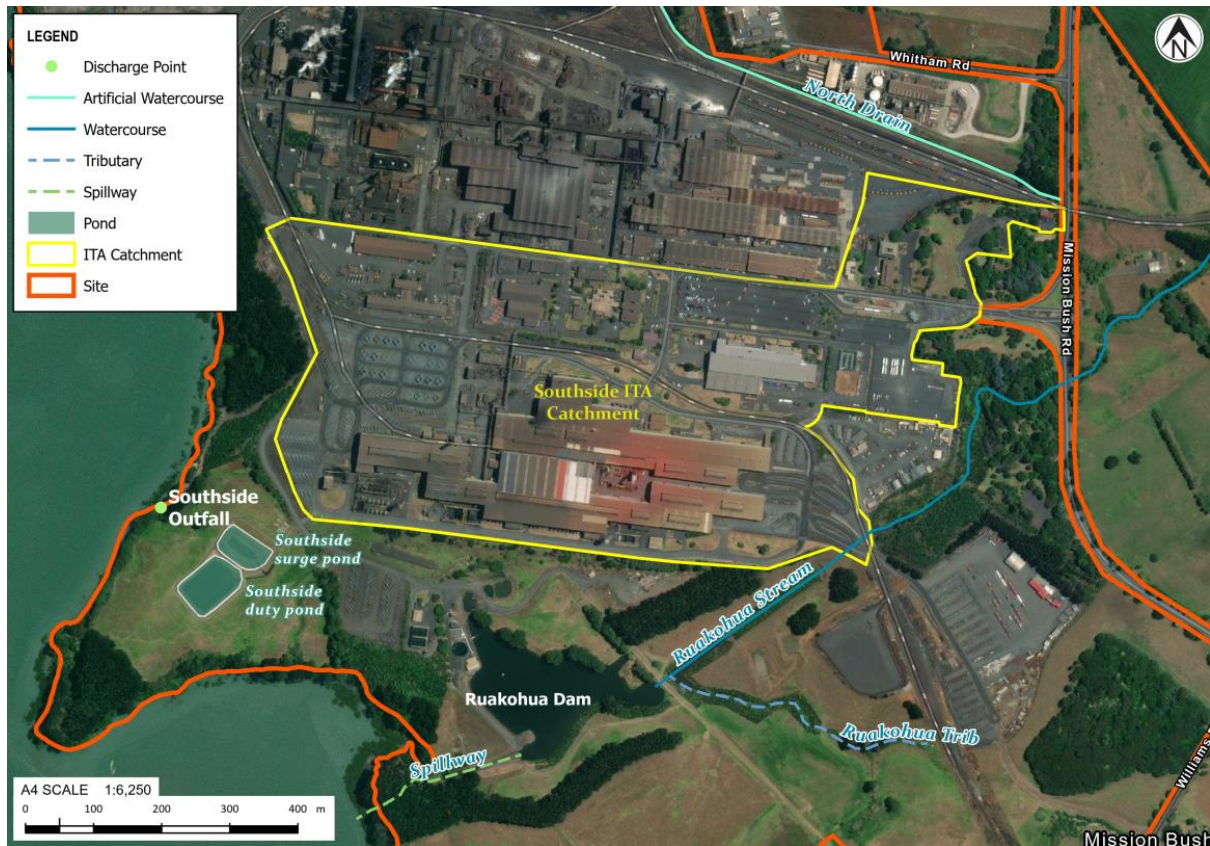 LEGEND
Discharge Point
Artificial Watercourse
Watercourse
Tributary
Spillway
Pond
ITA Catchment
Site
N
Whitham Rd
North Drain
Mission Bush Rd
Southside ITA
Catchment
Southside
Outfall
Southside
surge pond
Southside
duty pond
Ruakohua Stream
Ruakohua Dam
Ruakohua Trib
Spillway
Williams
A4 SCALE 1:6,250
0 100 200 300 400 m
Mission Bush